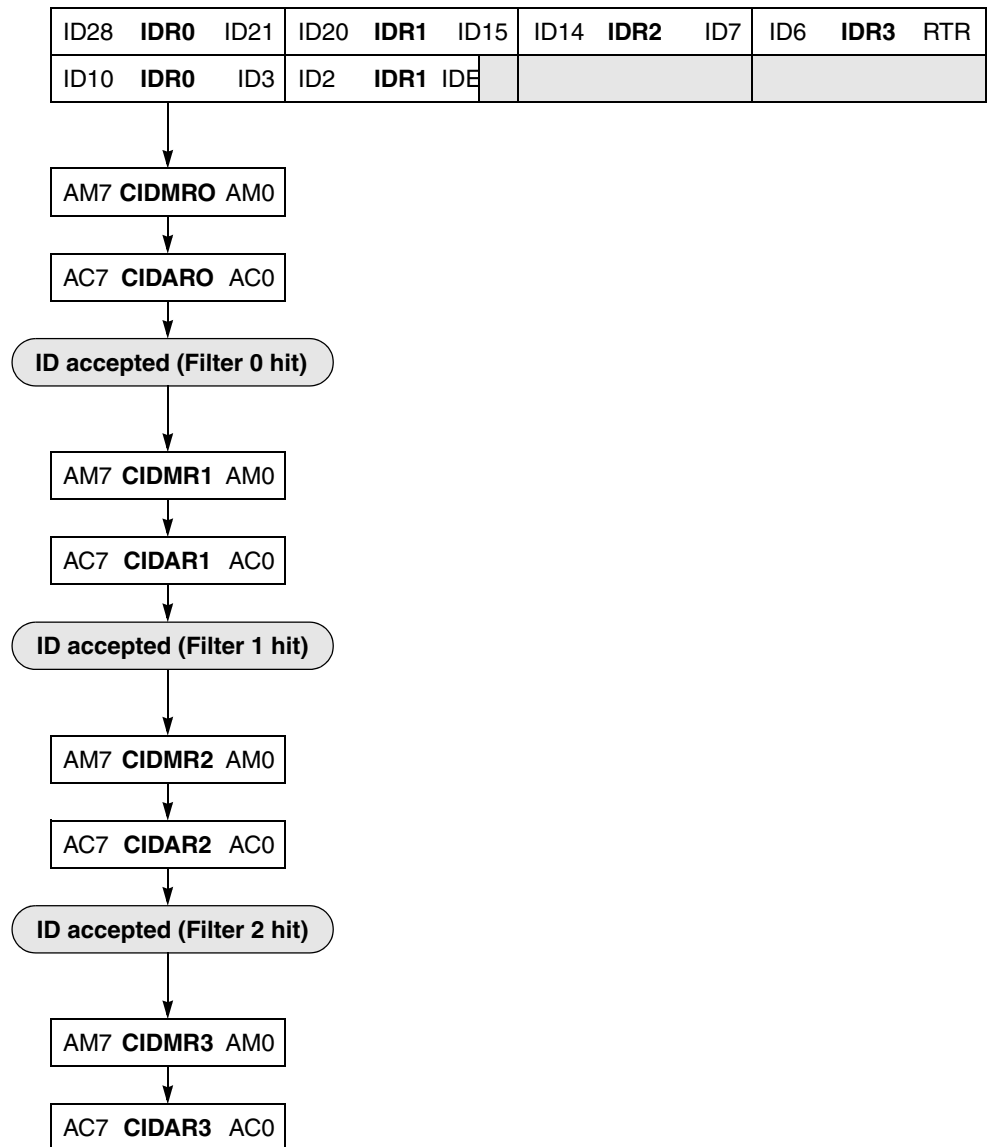 ID28 IDR0 ID21 ID20 IDR1 ID15 ID14 IDR2 ID7 ID6 IDR3 RTR
ID10 IDR0 ID3 ID2 IDR1 IDE
AM7 CIDMRO AM0
AC7 CIDARO AC0
ID accepted (Filter 0 hit)
AM7 CIDMR1 AM0
AC7 CIDAR1 AC0
ID accepted (Filter 1 hit)
AM7 CIDMR2 AM0
AC7 CIDAR2 AC0
ID accepted (Filter 2 hit)
AM7 CIDMR3 AM0
AC7 CIDAR3 AC0